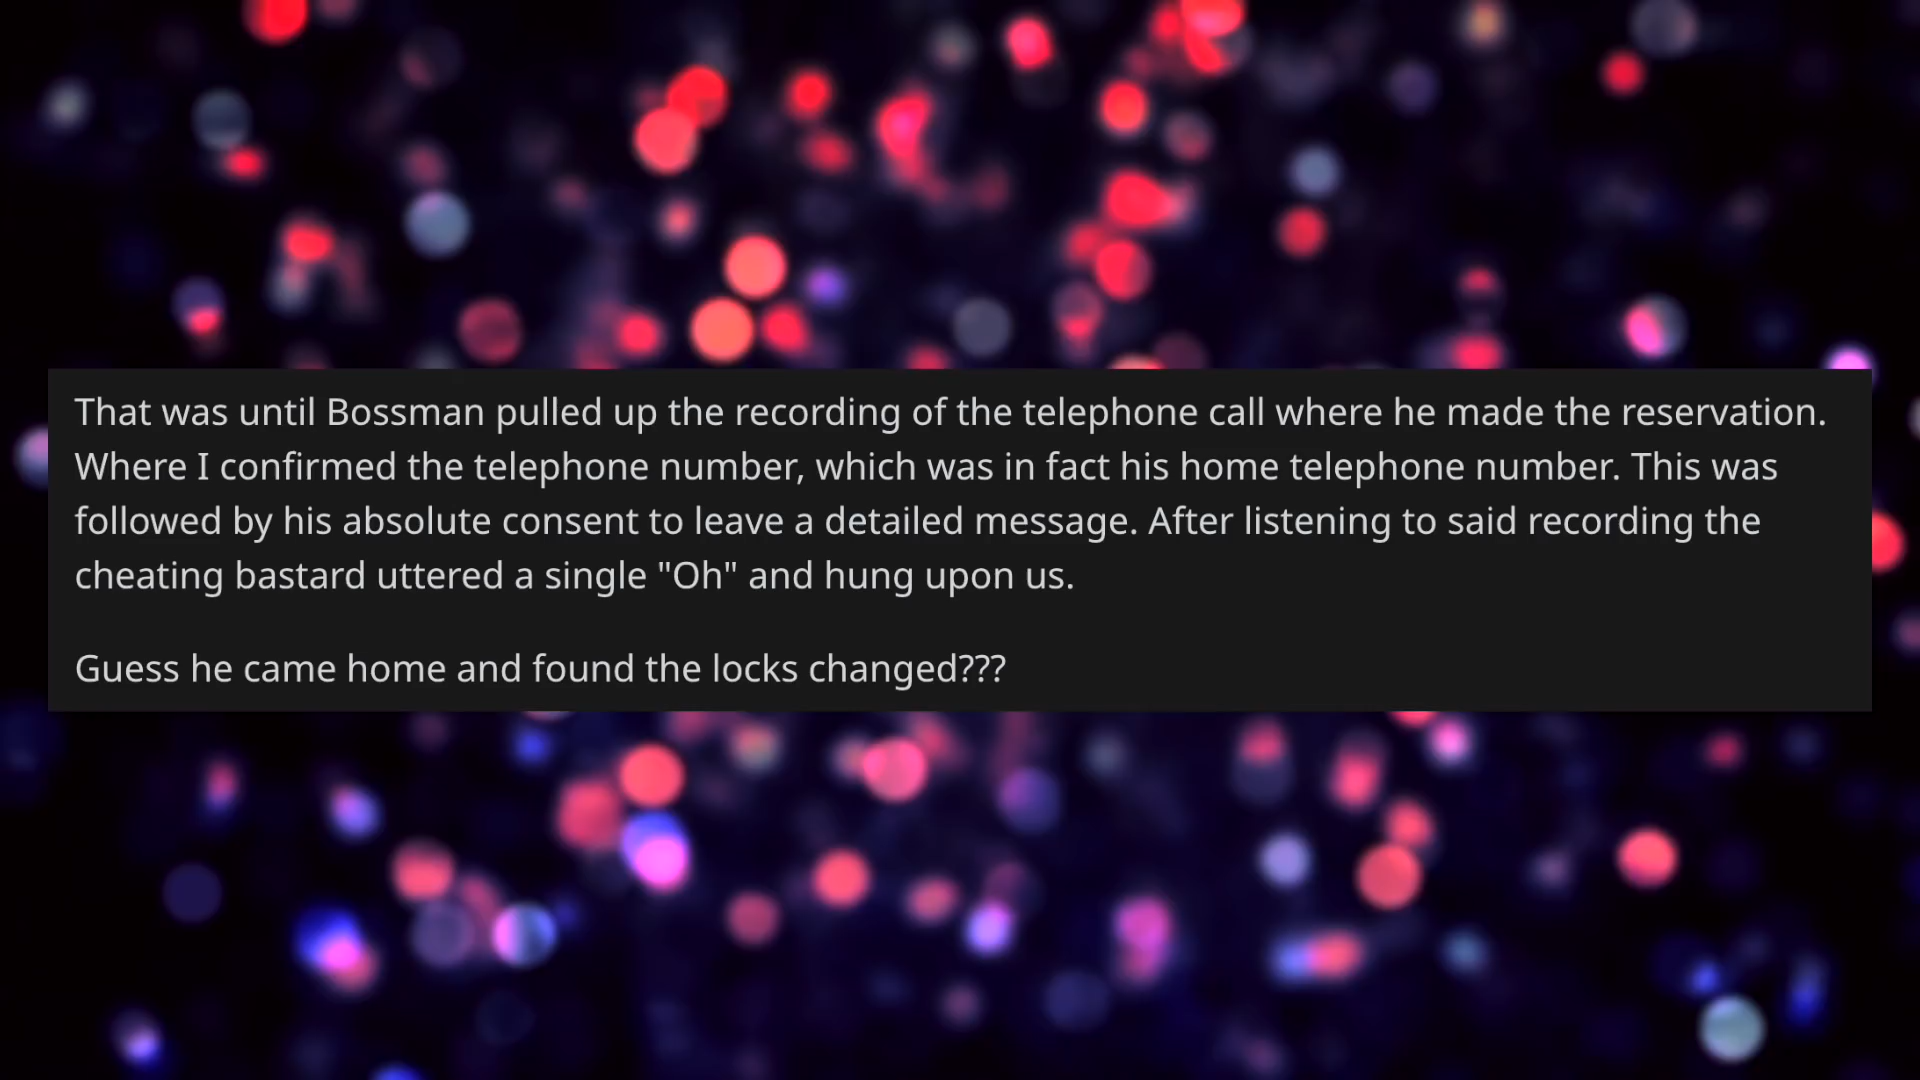 That was until Bossman pulled up the recording of the telephone call where he made the reservation.
Where I confirmed the telephone number, which was in fact his home telephone number. This was
followed by his absolute consent to leave a detailed message. After listening to said recording the
cheating bastard uttered a single "Oh" and hung upon us.
Guess he came home and found the locks changed???